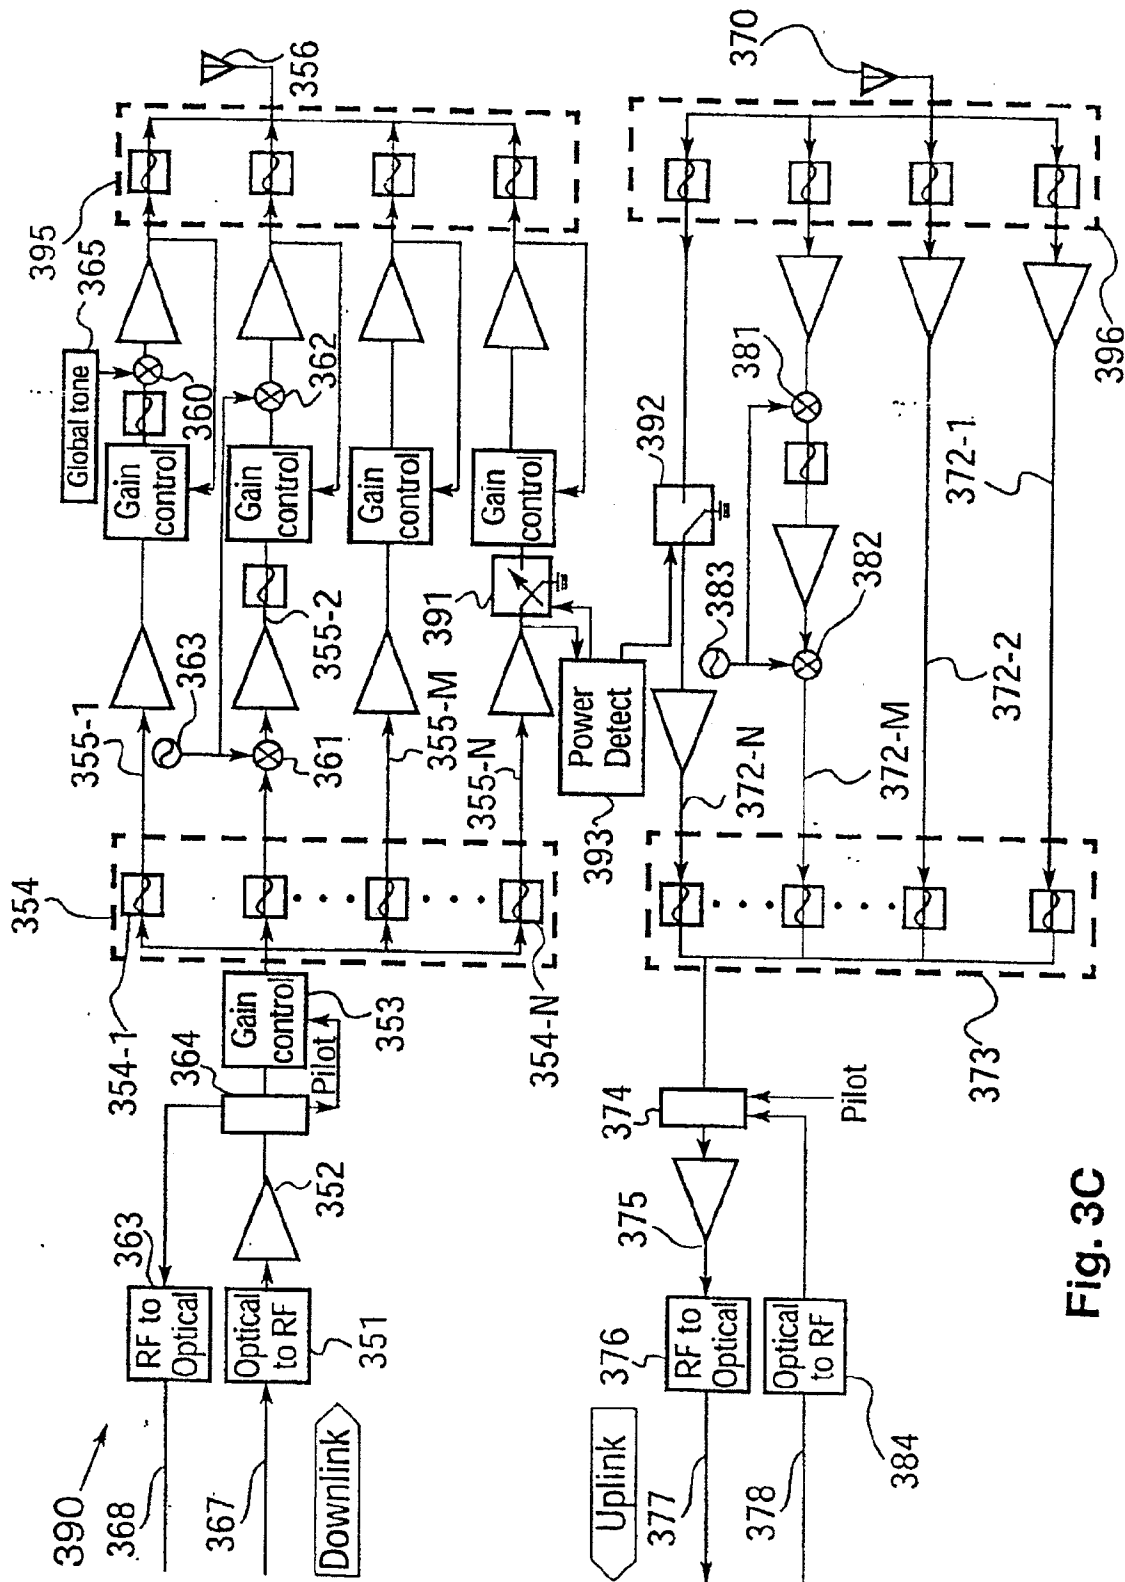 390
368
367
Downlink
RF to
Optical
363
Optical
to RF
351
352
364
Pilot
Gain
control
353
354
354-1
354-N
355-1
363
361
355-2
355-M
355-N
Global tone
365
Gain
control
360
Gain
control
362
Gain
control
Gain
control
391
395
356
Power
Detect
393
392
Uplink
377
378
376
RF to
Optical
Optical
to RF
384
375
374
Pilot
373
372-N
372-M
372-2
372-1
383
382
381
396
370
Fig. 3C